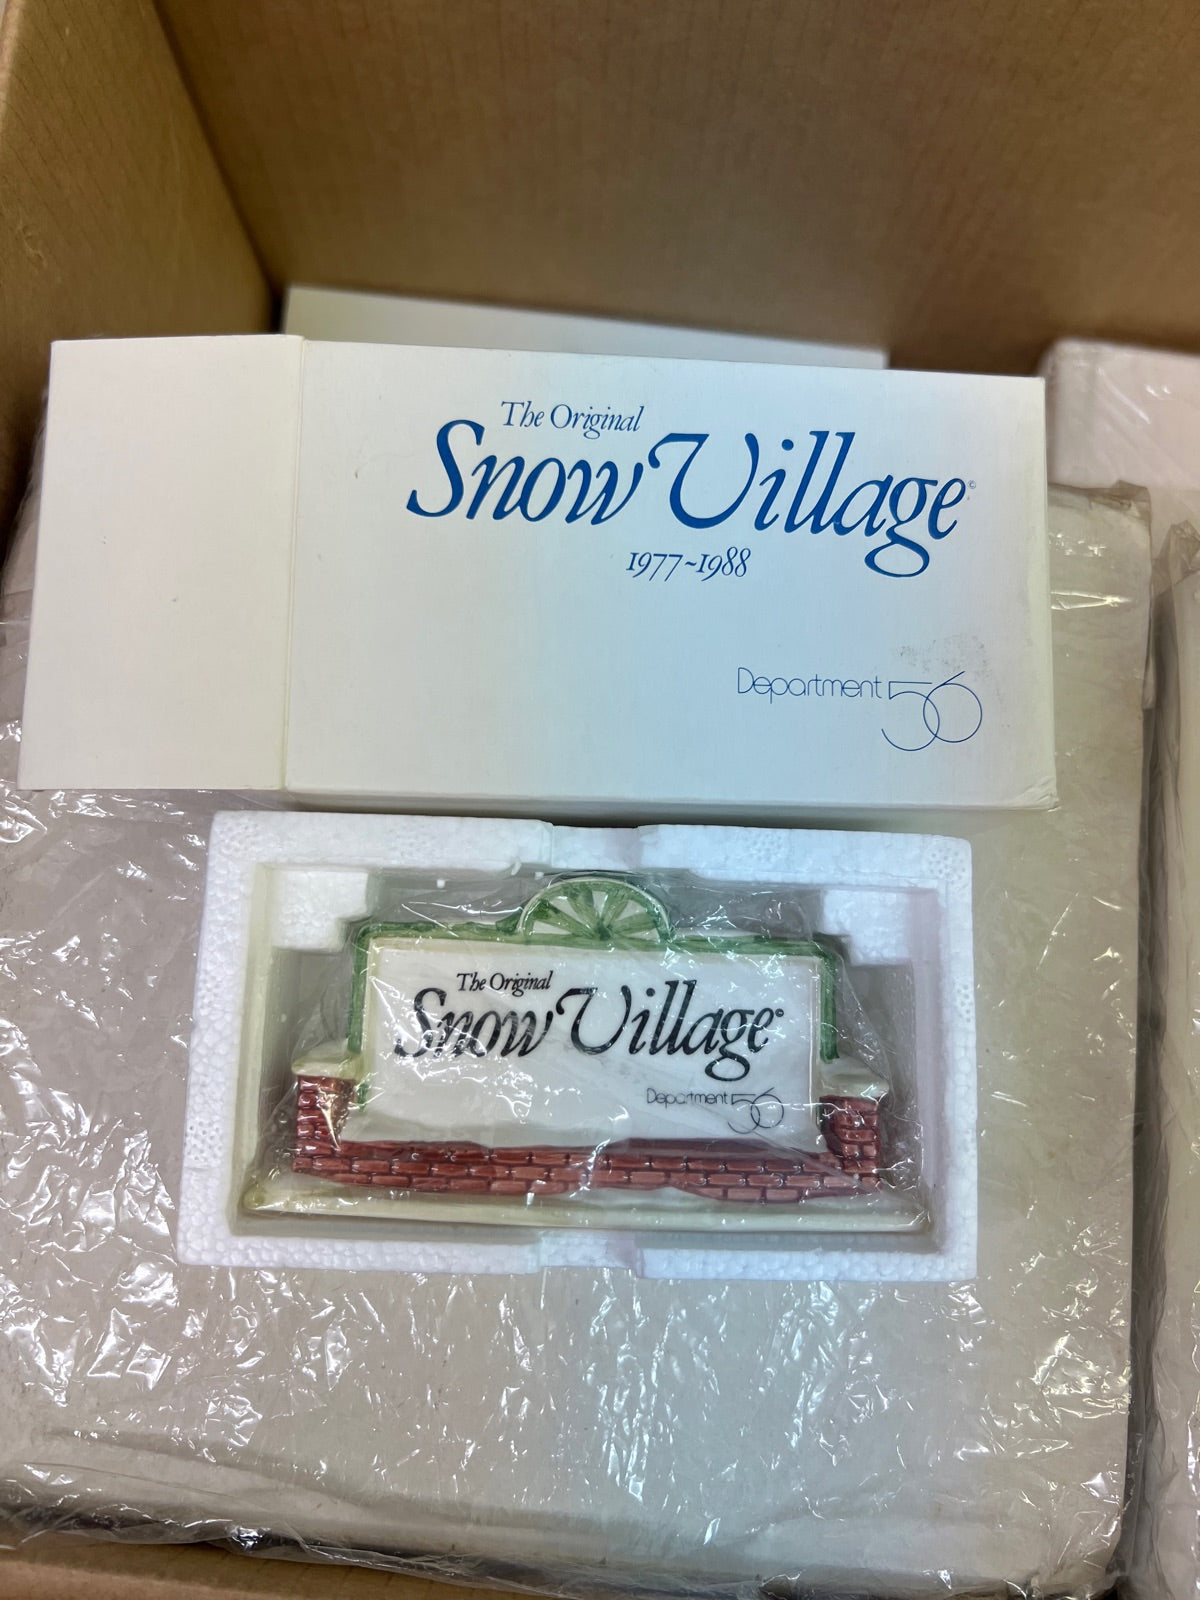 The Original
Snow Village©
1977~1988
Department 56
The Original
Snow Village©
Department 56